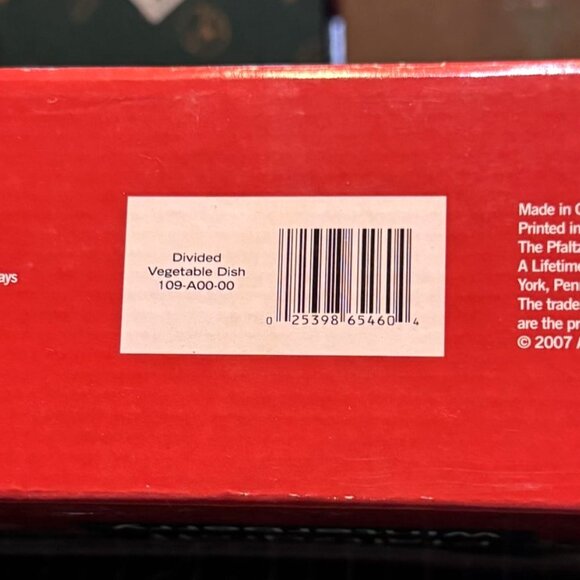 ays
Divided
Vegetable Dish
109-A00-00
0 25398 65460 4
Made in
Printed in
The Pfaltz
A Lifetime
York, Penn
The trade
are the pr
© 2007